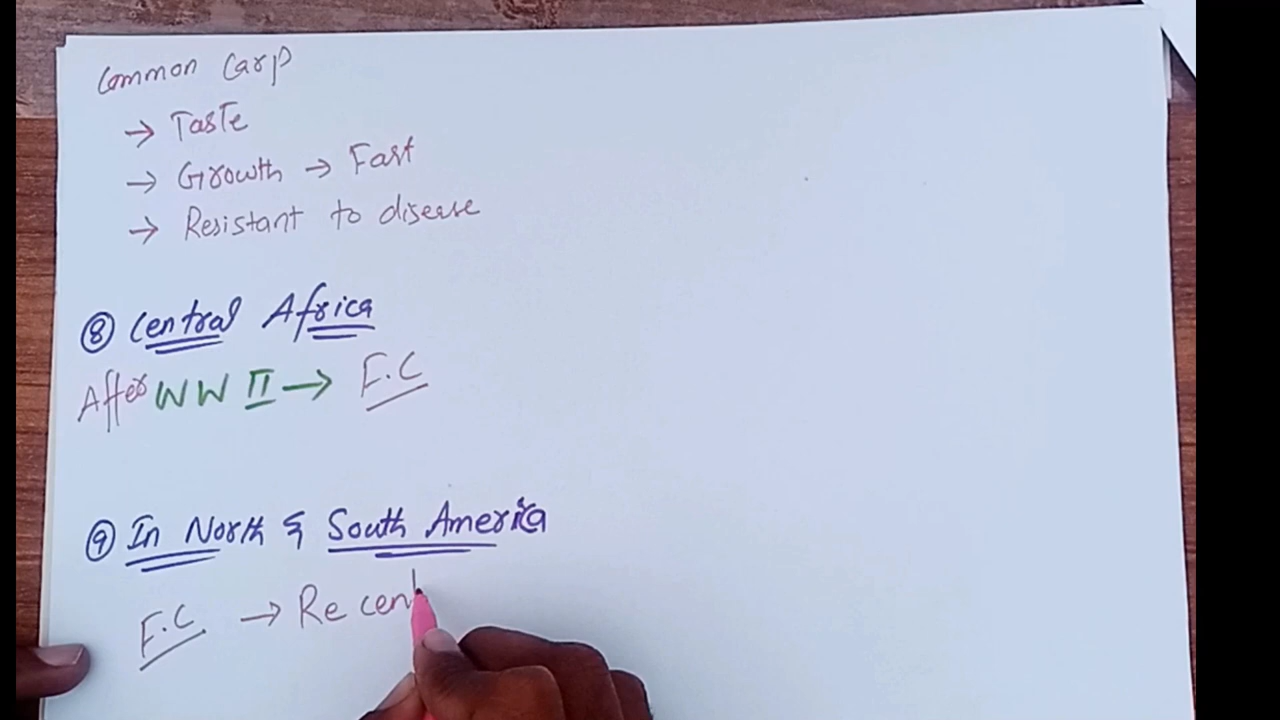 Common Carp
→ Taste
→ Growth → Fast
→ Resistant to disease
⑧ Central Africa
After WW II → F.C
⑨ In North & South America
F.C → Recent